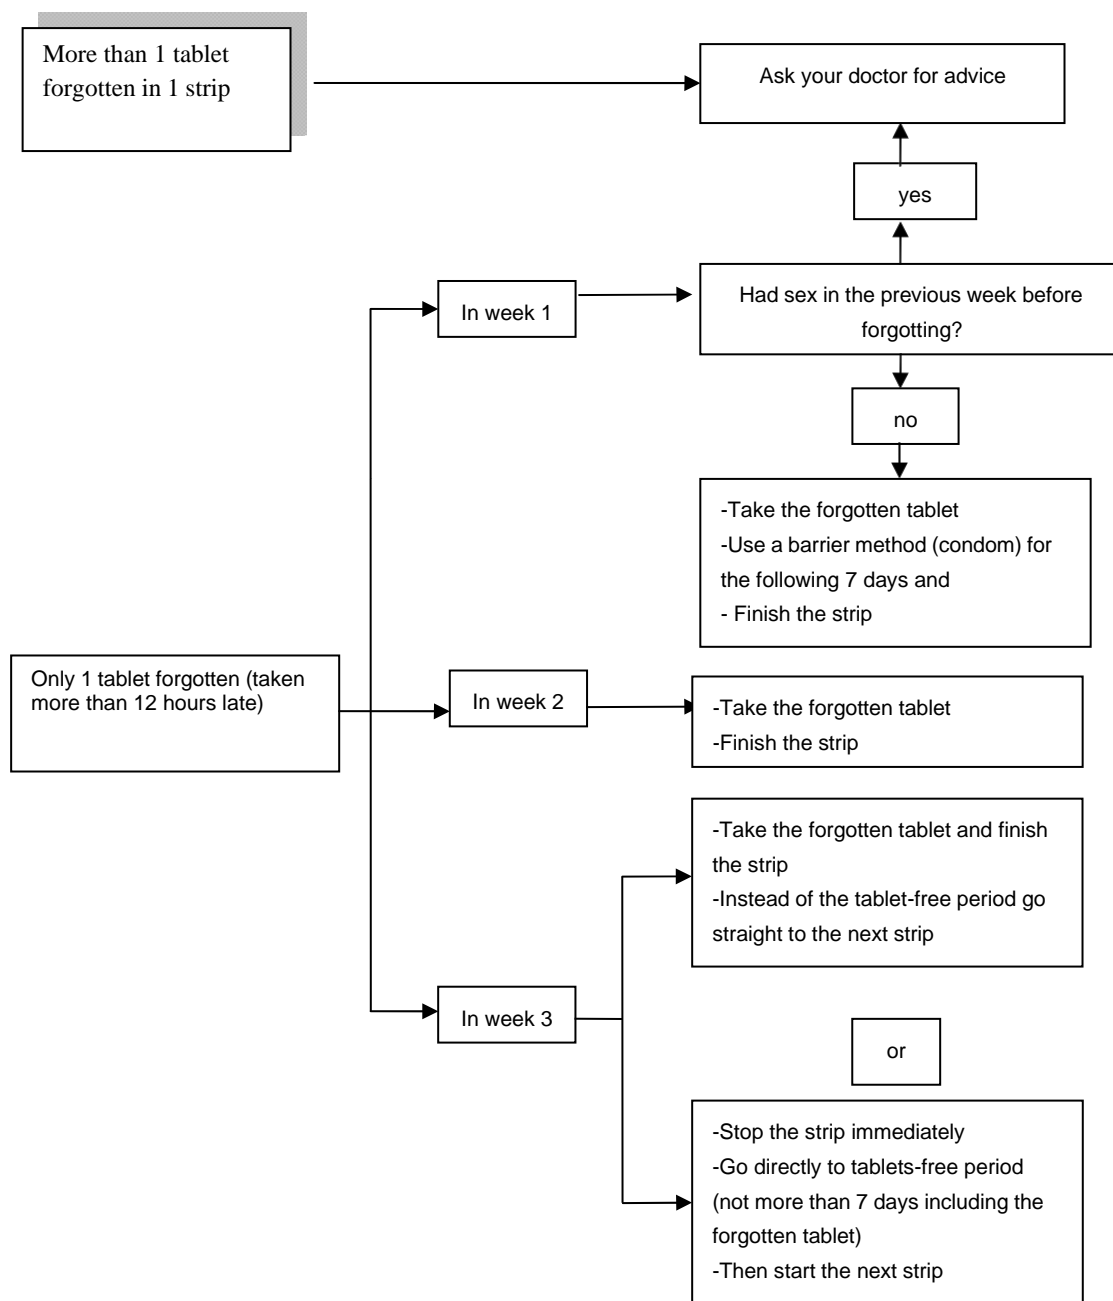 More than 1 tablet
forgotten in 1 strip
Ask your doctor for advice
yes
In week 1
Had sex in the previous week before
forgotting?
no
-Take the forgotten tablet
-Use a barrier method (condom) for
the following 7 days and
- Finish the strip
Only 1 tablet forgotten (taken
more than 12 hours late)
In week 2
-Take the forgotten tablet
-Finish the strip
-Take the forgotten tablet and finish
the strip
-Instead of the tablet-free period go
straight to the next strip
In week 3
or
-Stop the strip immediately
-Go directly to tablets-free period
(not more than 7 days including the
forgotten tablet)
-Then start the next strip